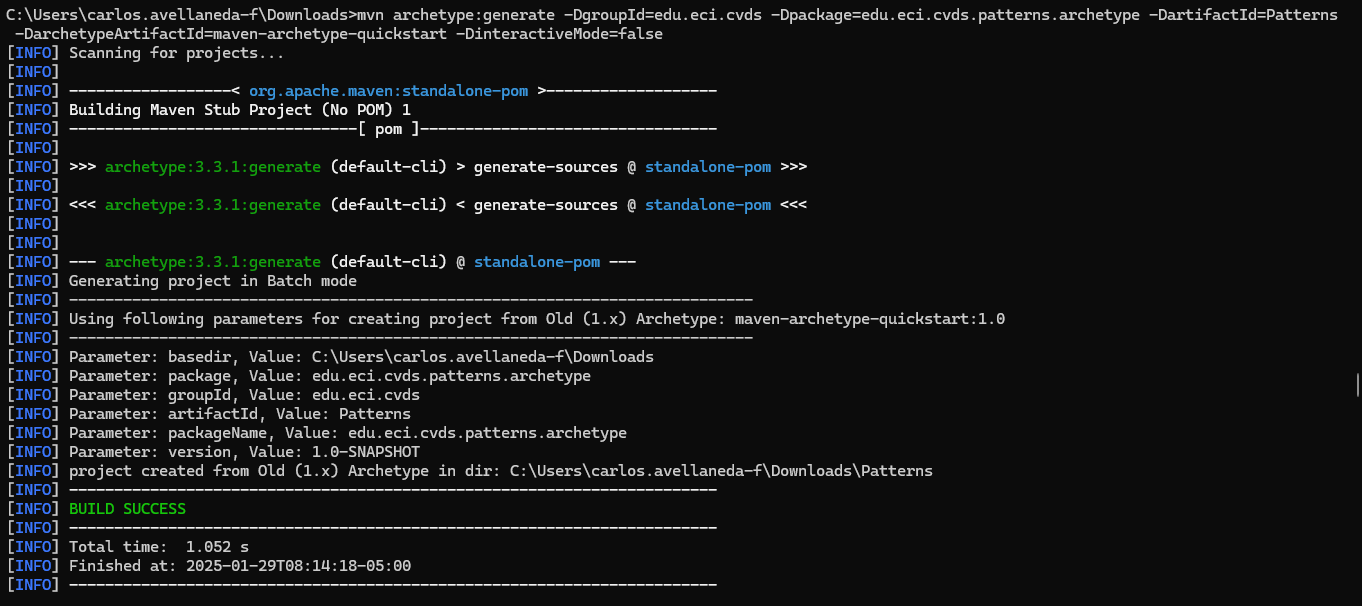 C:\Users\carlos.avellaneda-f\Downloads>mvn archetype:generate -DgroupId=edu.eci.cvds -Dpackage=edu.eci.cvds.patterns.archetype -DartifactId=Patterns
 -DarchetypeArtifactId=maven-archetype-quickstart -DinteractiveMode=false
[INFO] Scanning for projects...
[INFO]
[INFO] ------------------< org.apache.maven:standalone-pom >-------------------
[INFO] Building Maven Stub Project (No POM) 1
[INFO] --------------------------------[ pom ]---------------------------------
[INFO]
[INFO] >>> archetype:3.3.1:generate (default-cli) > generate-sources @ standalone-pom >>>
[INFO]
[INFO] <<< archetype:3.3.1:generate (default-cli) < generate-sources @ standalone-pom <<<
[INFO]
[INFO]
[INFO] --- archetype:3.3.1:generate (default-cli) @ standalone-pom ---
[INFO] Generating project in Batch mode
[INFO] ----------------------------------------------------------------------------
[INFO] Using following parameters for creating project from Old (1.x) Archetype: maven-archetype-quickstart:1.0
[INFO] ----------------------------------------------------------------------------
[INFO] Parameter: basedir, Value: C:\Users\carlos.avellaneda-f\Downloads
[INFO] Parameter: package, Value: edu.eci.cvds.patterns.archetype
[INFO] Parameter: groupId, Value: edu.eci.cvds
[INFO] Parameter: artifactId, Value: Patterns
[INFO] Parameter: packageName, Value: edu.eci.cvds.patterns.archetype
[INFO] Parameter: version, Value: 1.0-SNAPSHOT
[INFO] project created from Old (1.x) Archetype in dir: C:\Users\carlos.avellaneda-f\Downloads\Patterns
[INFO] ------------------------------------------------------------------------
[INFO] BUILD SUCCESS
[INFO] ------------------------------------------------------------------------
[INFO] Total time:  1.052 s
[INFO] Finished at: 2025-01-29T08:14:18-05:00
[INFO] ------------------------------------------------------------------------